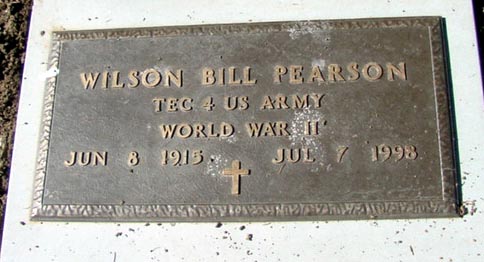 WILSON BILL PEARSON
TEC 4 US ARMY
WORLD WAR II
JUN 8 1915 JUL 7 1998